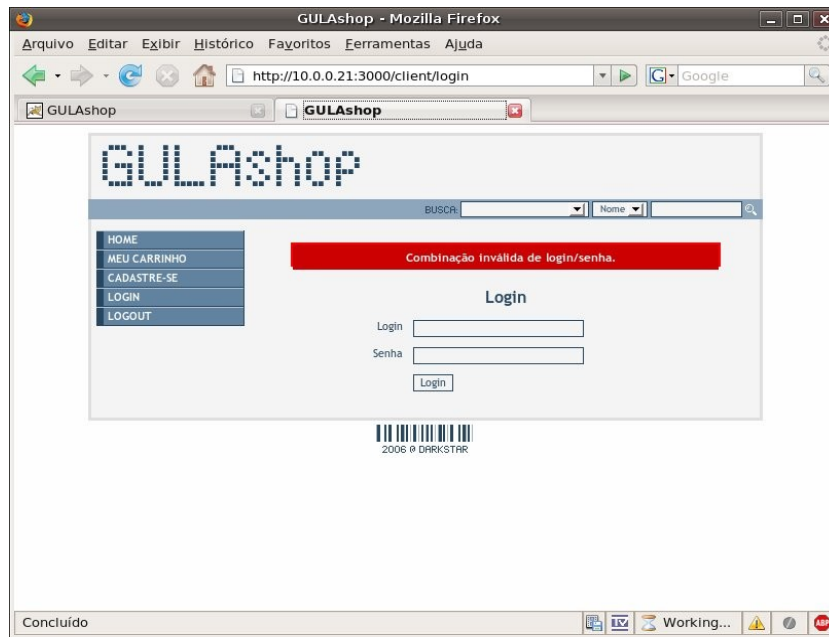 GULAshop - Mozilla Firefox
Arquivo Editar Exibir Histórico Favoritos Ferramentas Ajuda
http://10.0.0.21:3000/client/login
G Google
GULAshop
GULAshop
GULAshop
BUSCA: Nome
HOME
MEU CARRINHO
CADASTRE-SE
LOGIN
LOGOUT
Combinação inválida de login/senha.
Login
Login
Senha
Login
2006 @ DARKSTAR
Concluído
TV
Working...
ABP